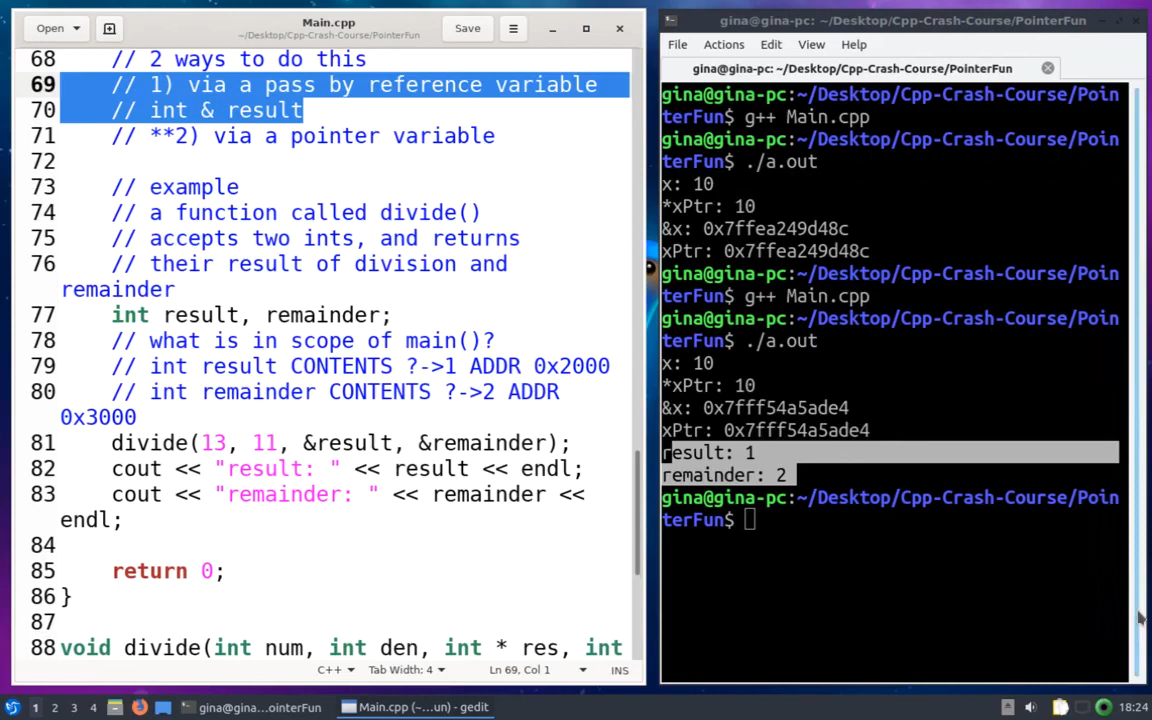 Open
Main.cpp
~/Desktop/Cpp-Crash-Course/PointerFun
Save
68 // 2 ways to do this
69 // 1) via a pass by reference variable
70 // int & result
71 // **2) via a pointer variable
72
73 // example
74 // a function called divide()
75 // accepts two ints, and returns
76 // their result of division and
remainder
77 int result, remainder;
78 // what is in scope of main()?
79 // int result CONTENTS ?->1 ADDR 0x2000
80 // int remainder CONTENTS ?->2 ADDR
0x3000
81 divide(13, 11, &result, &remainder);
82 cout << "result: " << result << endl;
83 cout << "remainder: " << remainder <<
endl;
84
85 return 0;
86 }
87
88 void divide(int num, int den, int * res, int
C++ Tab Width: 4 Ln 69, Col 1 INS
gina@gina-pc: ~/Desktop/Cpp-Crash-Course/PointerFun
File Actions Edit View Help
gina@gina-pc: ~/Desktop/Cpp-Crash-Course/PointerFun
gina@gina-pc:~/Desktop/Cpp-Crash-Course/Poin
terFun$ g++ Main.cpp
gina@gina-pc:~/Desktop/Cpp-Crash-Course/Poin
terFun$ ./a.out
x: 10
*xPtr: 10
&x: 0x7ffea249d48c
xPtr: 0x7ffea249d48c
gina@gina-pc:~/Desktop/Cpp-Crash-Course/Poin
terFun$ g++ Main.cpp
gina@gina-pc:~/Desktop/Cpp-Crash-Course/Poin
terFun$ ./a.out
x: 10
*xPtr: 10
&x: 0x7fff54a5ade4
xPtr: 0x7fff54a5ade4
result: 1
remainder: 2
gina@gina-pc:~/Desktop/Cpp-Crash-Course/Poin
terFun$
1 2 3 4 gina@gina...ointerFun Main.cpp (~...un) - gedit 18:24